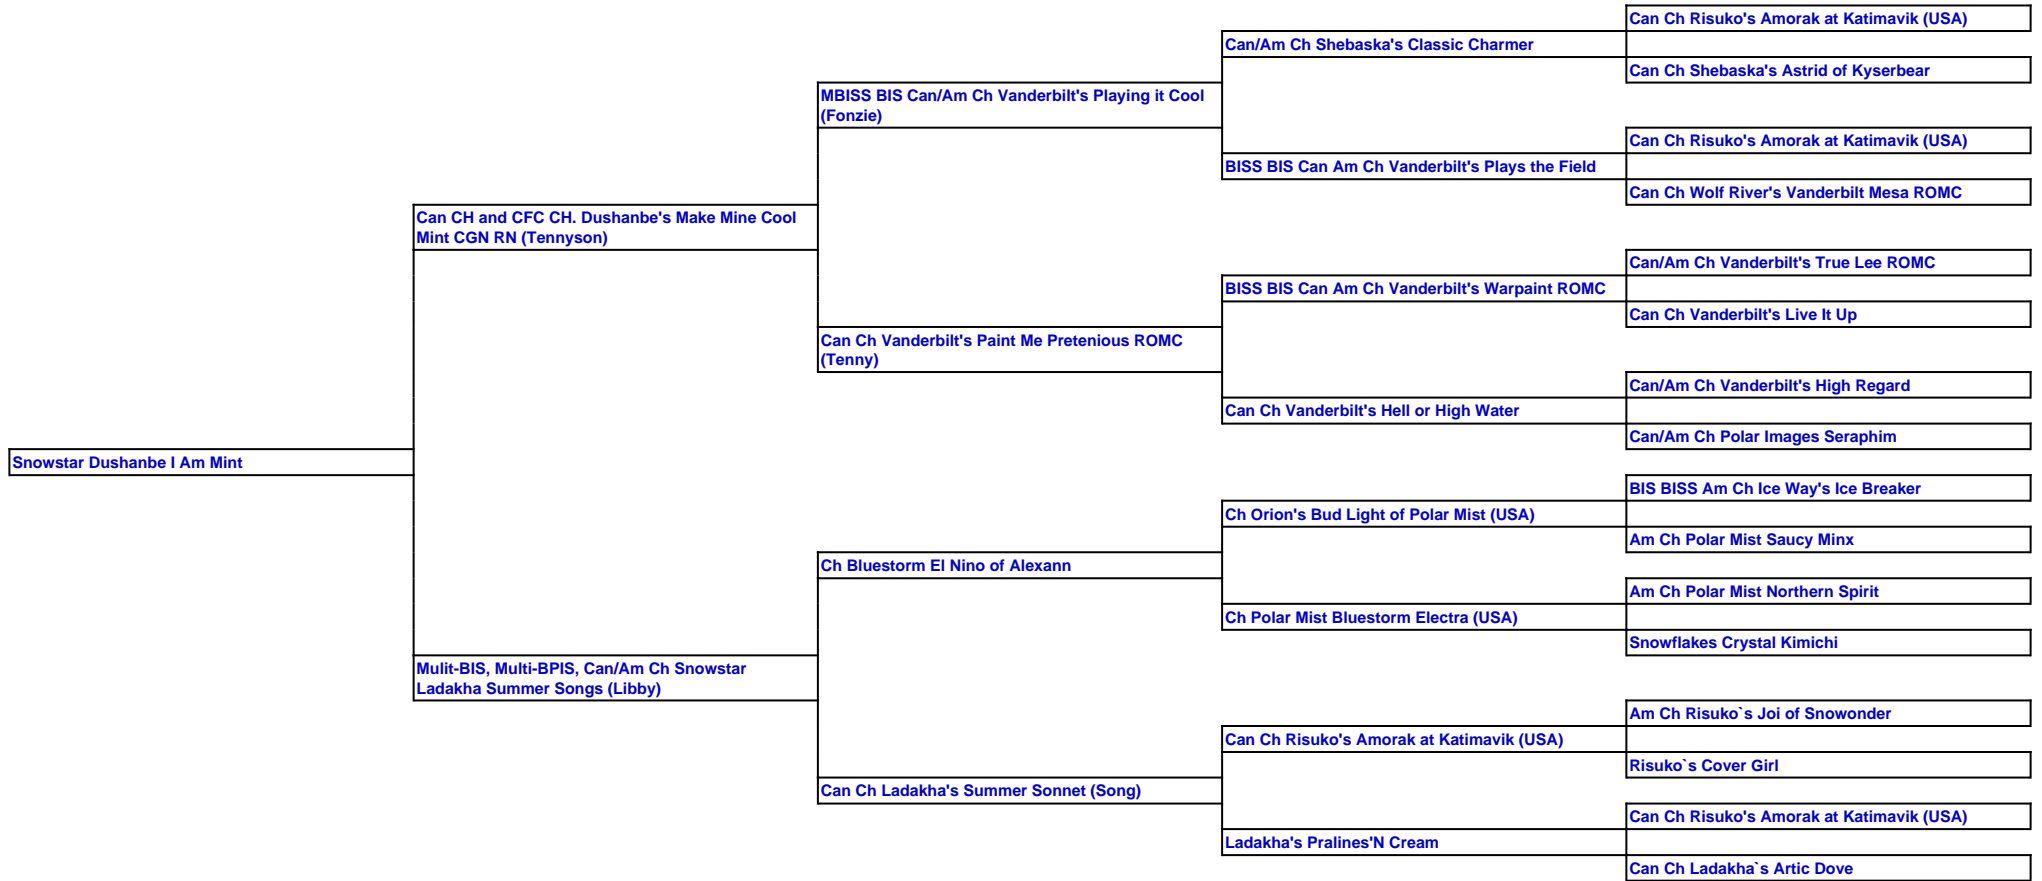 Can Ch Risuko's Amorak at Katimavik (USA)
Can/Am Ch Shebaska's Classic Charmer
Can Ch Shebaska's Astrid of Kyserbear
MBISS BIS Can/Am Ch Vanderbilt's Playing it Cool
(Fonzie)
Can Ch Risuko's Amorak at Katimavik (USA)
BISS BIS Can Am Ch Vanderbilt's Plays the Field
Can Ch Wolf River's Vanderbilt Mesa ROMC
Can CH and CFC CH. Dushanbe's Make Mine Cool
Mint CGN RN (Tennyson)
Can/Am Ch Vanderbilt's True Lee ROMC
BISS BIS Can Am Ch Vanderbilt's Warpaint ROMC
Can Ch Vanderbilt's Live It Up
Can Ch Vanderbilt's Paint Me Pretenious ROMC
(Tenny)
Can/Am Ch Vanderbilt's High Regard
Can Ch Vanderbilt's Hell or High Water
Can/Am Ch Polar Images Seraphim
Snowstar Dushanbe I Am Mint
BIS BISS Am Ch Ice Way's Ice Breaker
Ch Orion's Bud Light of Polar Mist (USA)
Am Ch Polar Mist Saucy Minx
Ch Bluestorm El Nino of Alexann
Am Ch Polar Mist Northern Spirit
Ch Polar Mist Bluestorm Electra (USA)
Snowflakes Crystal Kimichi
Mulit-BIS, Multi-BPIS, Can/Am Ch Snowstar
Ladakha Summer Songs (Libby)
Am Ch Risuko`s Joi of Snowonder
Can Ch Risuko's Amorak at Katimavik (USA)
Risuko`s Cover Girl
Can Ch Ladakha's Summer Sonnet (Song)
Can Ch Risuko's Amorak at Katimavik (USA)
Ladakha's Pralines'N Cream
Can Ch Ladakha`s Artic Dove